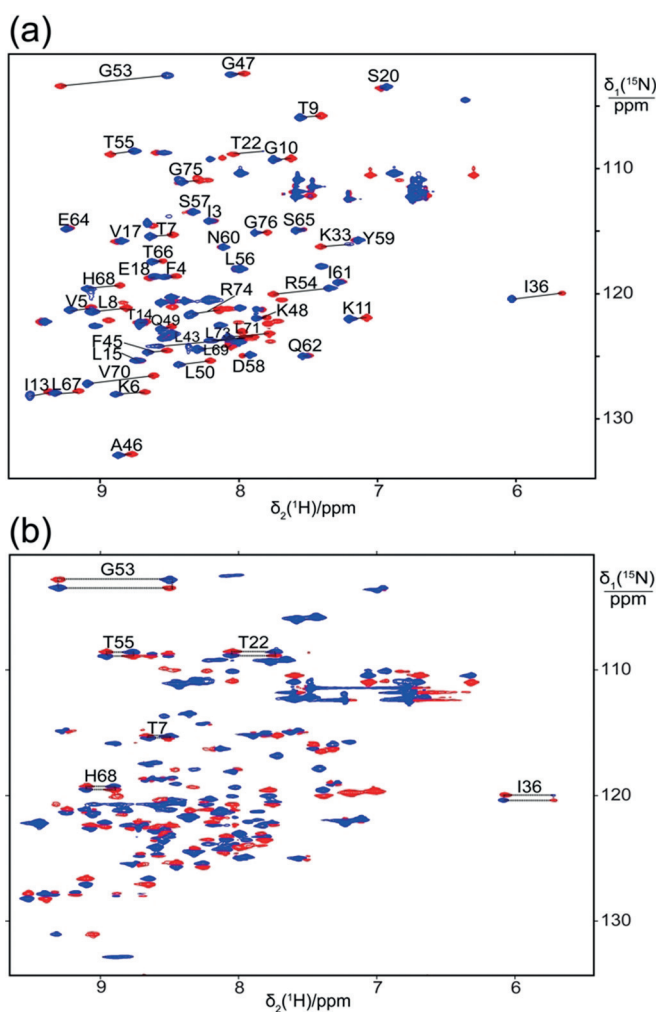 (a)
G53
G47
S20
δ₁(¹⁵N)
ppm
T9
T55
T22
G10
110
G75
S57
I3
E64
V17
T7
G76
S65
K33
Y59
N60
T66
L56
E18
F4
I61
H68
R74
R54
I36
V5
L8
T14
Q49
K48
K11
120
L43
L72
L71
F45
L69
L15
L50
D58
Q62
V70
I13
L67
K6
130
A46
9
8
7
6
δ₂(¹H)/ppm
(b)
G53
δ₁(¹⁵N)
ppm
T55
T22
110
T7
H68
I36
120
130
9
8
7
6
δ₂(¹H)/ppm